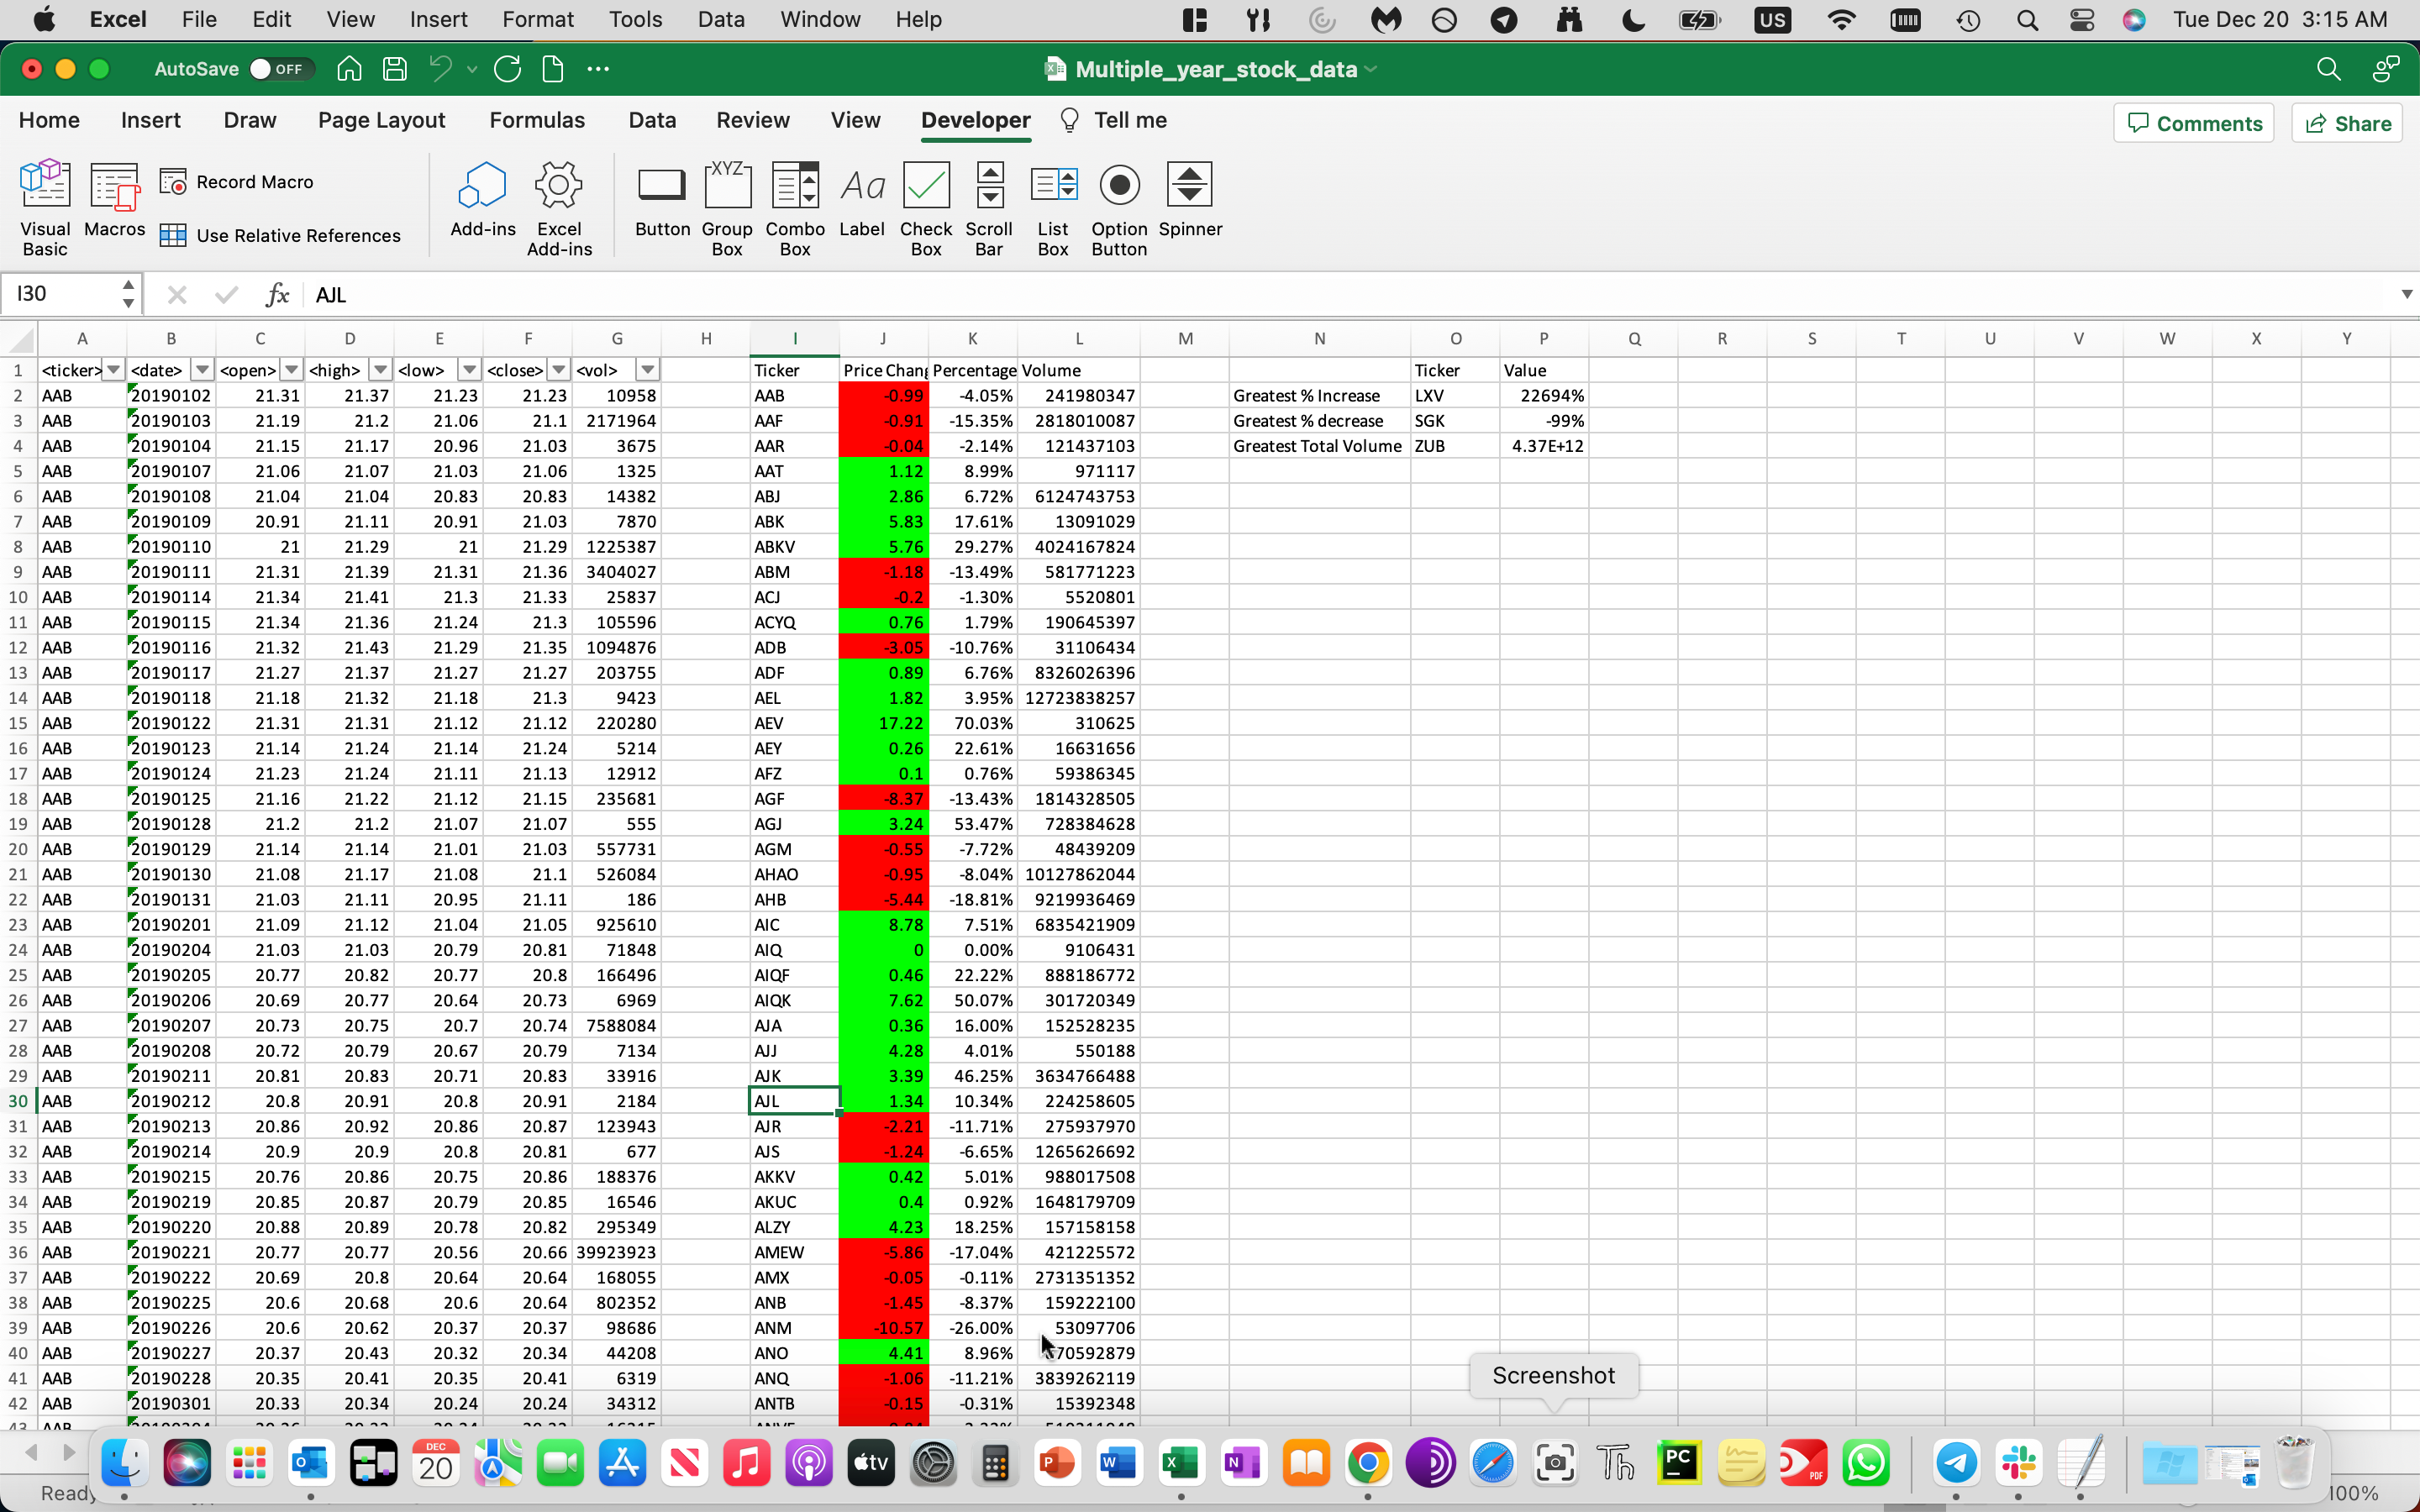 Excel File Edit View Insert Format Tools Data Window Help US Tue Dec 20 3:15 AM
AutoSave OFF Multiple_year_stock_data
Home Insert Draw Page Layout Formulas Data Review View Developer Tell me Comments Share
Visual Basic Macros Record Macro Use Relative References Add-ins Excel Add-ins Button XYZ Group Box Combo Box Aa Label Check Box Scroll Bar List Box Option Button Spinner
I30 fx AJL
A B C D E F G H I J K L M N O P Q R S T U V W X Y
1 <ticker> <date> <open> <high> <low> <close> <vol> Ticker Price Chang Percentage Volume Ticker Value
2 AAB 20190102 21.31 21.37 21.23 21.23 10958 AAB -0.99 -4.05% 241980347 Greatest % Increase LXV 22694%
3 AAB 20190103 21.19 21.2 21.06 21.1 2171964 AAF -0.91 -15.35% 2818010087 Greatest % decrease SGK -99%
4 AAB 20190104 21.15 21.17 20.96 21.03 3675 AAR -0.04 -2.14% 121437103 Greatest Total Volume ZUB 4.37E+12
5 AAB 20190107 21.06 21.07 21.03 21.06 1325 AAT 1.12 8.99% 971117
6 AAB 20190108 21.04 21.04 20.83 20.83 14382 ABJ 2.86 6.72% 6124743753
7 AAB 20190109 20.91 21.11 20.91 21.03 7870 ABK 5.83 17.61% 13091029
8 AAB 20190110 21 21.29 21 21.29 1225387 ABKV 5.76 29.27% 4024167824
9 AAB 20190111 21.31 21.39 21.31 21.36 3404027 ABM -1.18 -13.49% 581771223
10 AAB 20190114 21.34 21.41 21.3 21.33 25837 ACJ -0.2 -1.30% 5520801
11 AAB 20190115 21.34 21.36 21.24 21.3 105596 ACYQ 0.76 1.79% 190645397
12 AAB 20190116 21.32 21.43 21.29 21.35 1094876 ADB -3.05 -10.76% 31106434
13 AAB 20190117 21.27 21.37 21.27 21.27 203755 ADF 0.89 6.76% 8326026396
14 AAB 20190118 21.18 21.32 21.18 21.3 9423 AEL 1.82 3.95% 12723838257
15 AAB 20190122 21.31 21.31 21.12 21.12 220280 AEV 17.22 70.03% 310625
16 AAB 20190123 21.14 21.24 21.14 21.24 5214 AEY 0.26 22.61% 16631656
17 AAB 20190124 21.23 21.24 21.11 21.13 12912 AFZ 0.1 0.76% 59386345
18 AAB 20190125 21.16 21.22 21.12 21.15 235681 AGF -8.37 -13.43% 1814328505
19 AAB 20190128 21.2 21.2 21.07 21.07 555 AGJ 3.24 53.47% 728384628
20 AAB 20190129 21.14 21.14 21.01 21.03 557731 AGM -0.55 -7.72% 48439209
21 AAB 20190130 21.08 21.17 21.08 21.1 526084 AHAO -0.95 -8.04% 10127862044
22 AAB 20190131 21.03 21.11 20.95 21.11 186 AHB -5.44 -18.81% 9219936469
23 AAB 20190201 21.09 21.12 21.04 21.05 925610 AIC 8.78 7.51% 6835421909
24 AAB 20190204 21.03 21.03 20.79 20.81 71848 AIQ 0 0.00% 9106431
25 AAB 20190205 20.77 20.82 20.77 20.8 166496 AIQF 0.46 22.22% 888186772
26 AAB 20190206 20.69 20.77 20.64 20.73 6969 AIQK 7.62 50.07% 301720349
27 AAB 20190207 20.73 20.75 20.7 20.74 7588084 AJA 0.36 16.00% 152528235
28 AAB 20190208 20.72 20.79 20.67 20.79 7134 AJJ 4.28 4.01% 550188
29 AAB 20190211 20.81 20.83 20.71 20.83 33916 AJK 3.39 46.25% 3634766488
30 AAB 20190212 20.8 20.91 20.8 20.91 2184 AJL 1.34 10.34% 224258605
31 AAB 20190213 20.86 20.92 20.86 20.87 123943 AJR -2.21 -11.71% 275937970
32 AAB 20190214 20.9 20.9 20.8 20.81 677 AJS -1.24 -6.65% 1265626692
33 AAB 20190215 20.76 20.86 20.75 20.86 188376 AKKV 0.42 5.01% 988017508
34 AAB 20190219 20.85 20.87 20.79 20.85 16546 AKUC 0.4 0.92% 1648179709
35 AAB 20190220 20.88 20.89 20.78 20.82 295349 ALZY 4.23 18.25% 157158158
36 AAB 20190221 20.77 20.77 20.56 20.66 39923923 AMEW -5.86 -17.04% 421225572
37 AAB 20190222 20.69 20.8 20.64 20.64 168055 AMX -0.05 -0.11% 2731351352
38 AAB 20190225 20.6 20.68 20.6 20.64 802352 ANB -1.45 -8.37% 159222100
39 AAB 20190226 20.6 20.62 20.37 20.37 98686 ANM -10.57 -26.00% 53097706
40 AAB 20190227 20.37 20.43 20.32 20.34 44208 ANO 4.41 8.96% 70592879
41 AAB 20190228 20.35 20.41 20.35 20.41 6319 ANQ -1.06 -11.21% 3839262119
42 AAB 20190301 20.33 20.34 20.24 20.24 34312 ANTB -0.15 -0.31% 15392348
Screenshot
DEC 20 tv P W X N Th PC PDF
Ready 100%